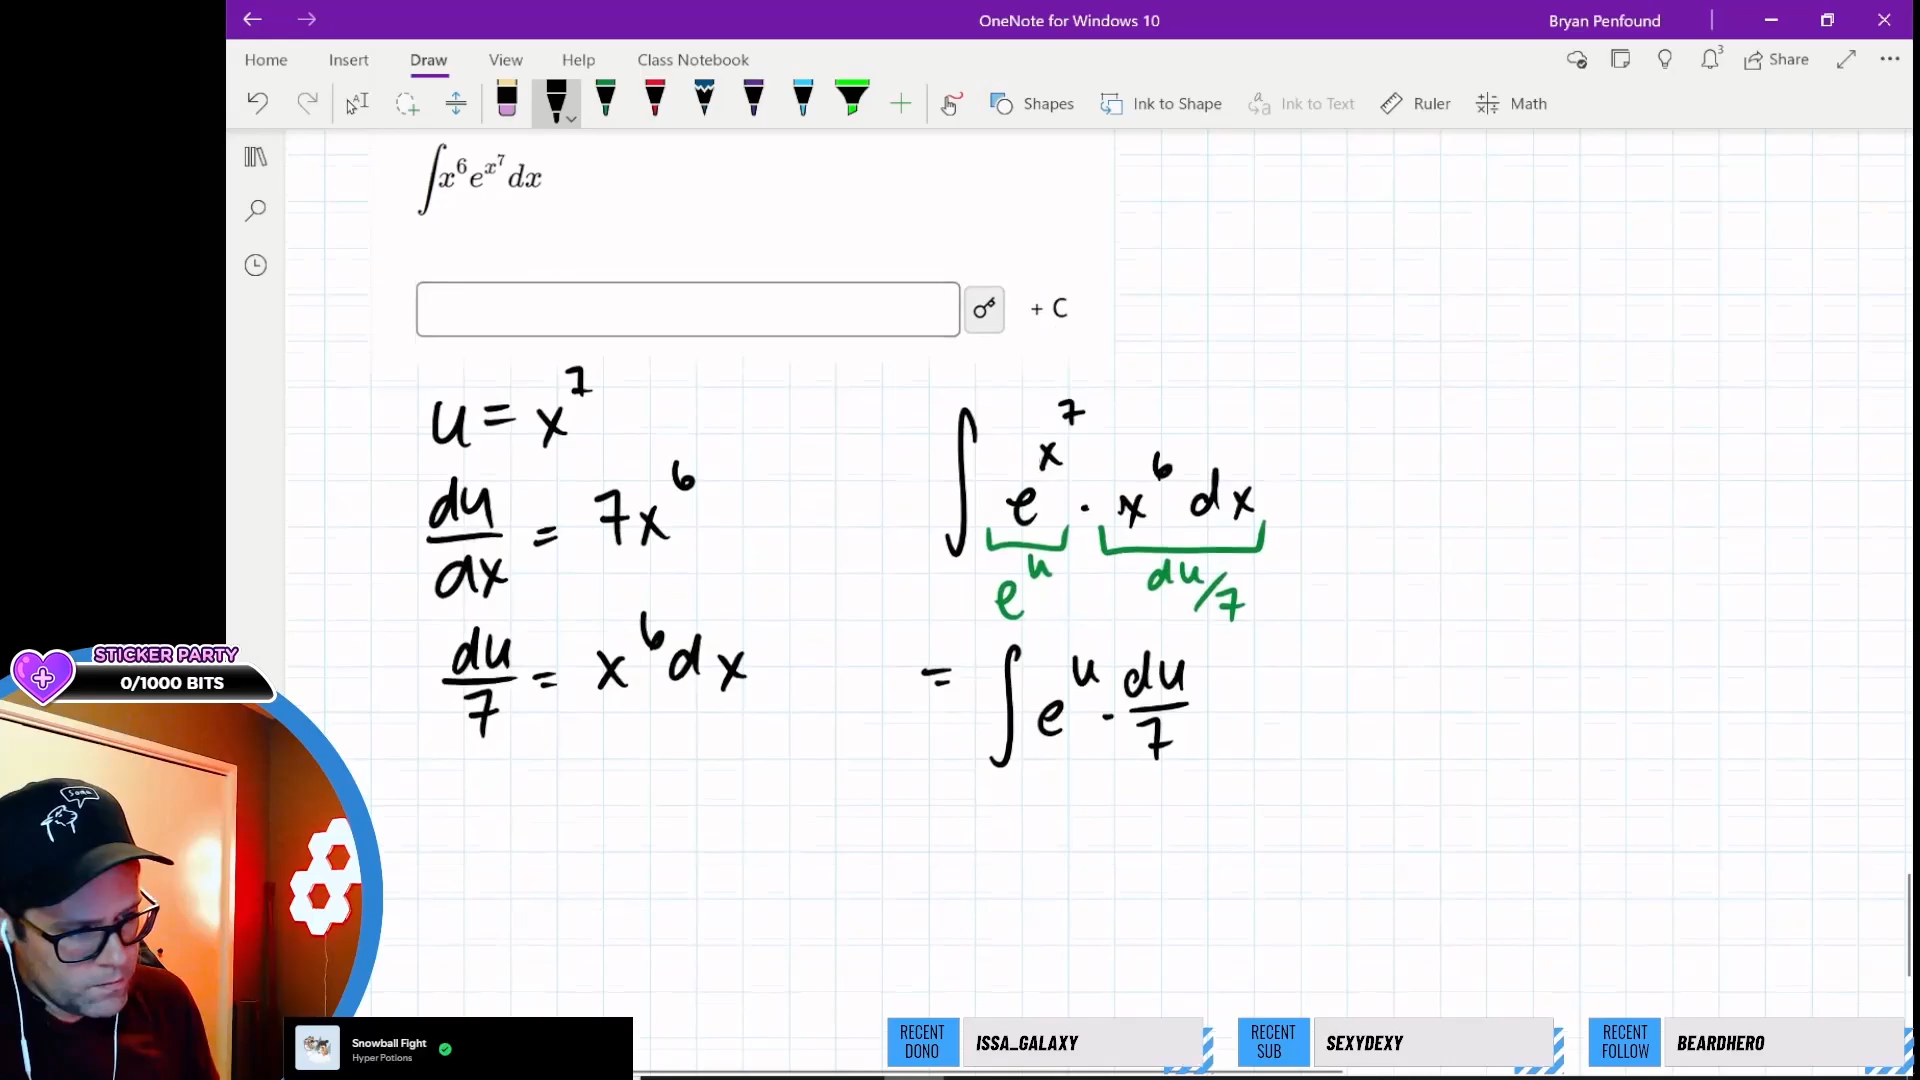 OneNote for Windows 10
Bryan Penfound
Home Insert Draw View Help Class Notebook
3 Share
Shapes Ink to Shape Ink to Text Ruler Math
∫x⁶e^{x⁷}dx
+ C
u = x⁷
du/dx = 7x⁶
du/7 = x⁶dx
∫ e^{x⁷} · x⁶ dx
e^u du/7
= ∫ e^u · du/7
STICKER PARTY
0/1000 BITS
Soma
Snowball Fight
Hyper Potions
RECENT DONO
ISSA_GALAXY
RECENT SUB
SEXYDEXY
RECENT FOLLOW
BEARDHERO